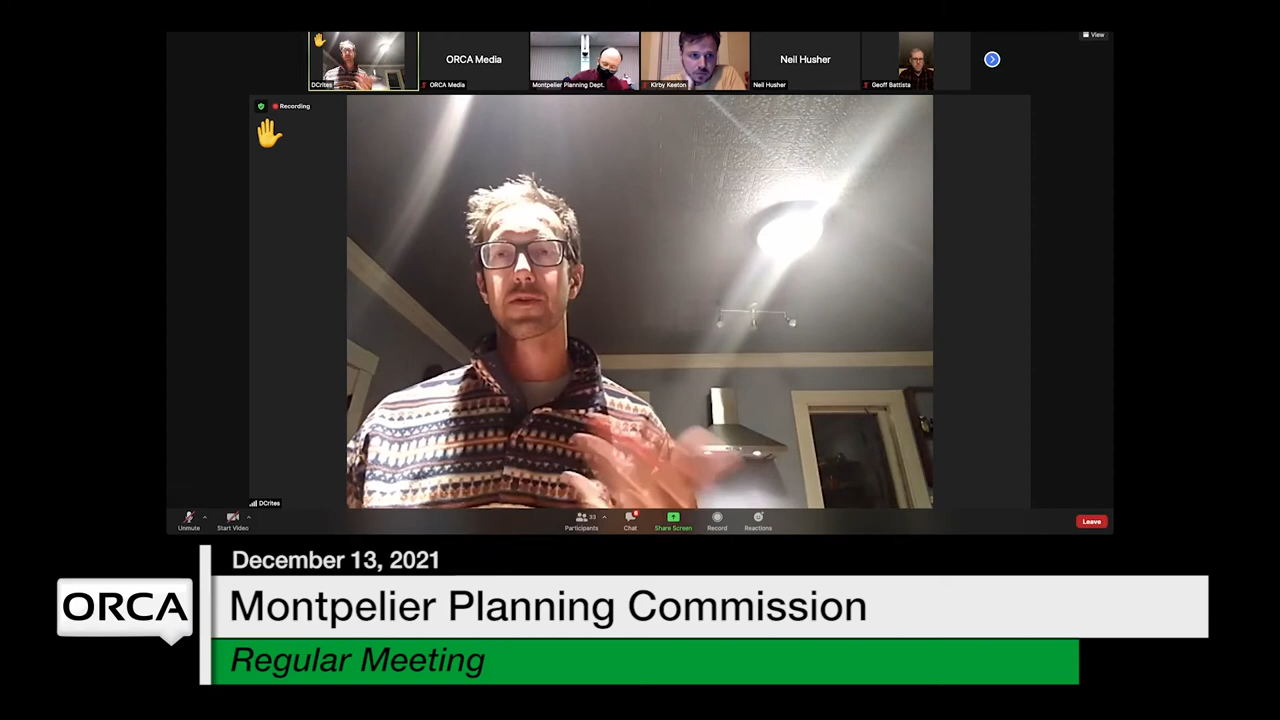 View
ORCA Media
Neil Husher
DCrites
ORCA Media
Montpelier Planning Dept.
Kirby Keeton
Neil Husher
Geoff Battista
Recording
DCrites
Unmute
Start Video
Participants
33
Chat
Share Screen
Record
Reactions
Leave
December 13, 2021
ORCA
Montpelier Planning Commission
Regular Meeting